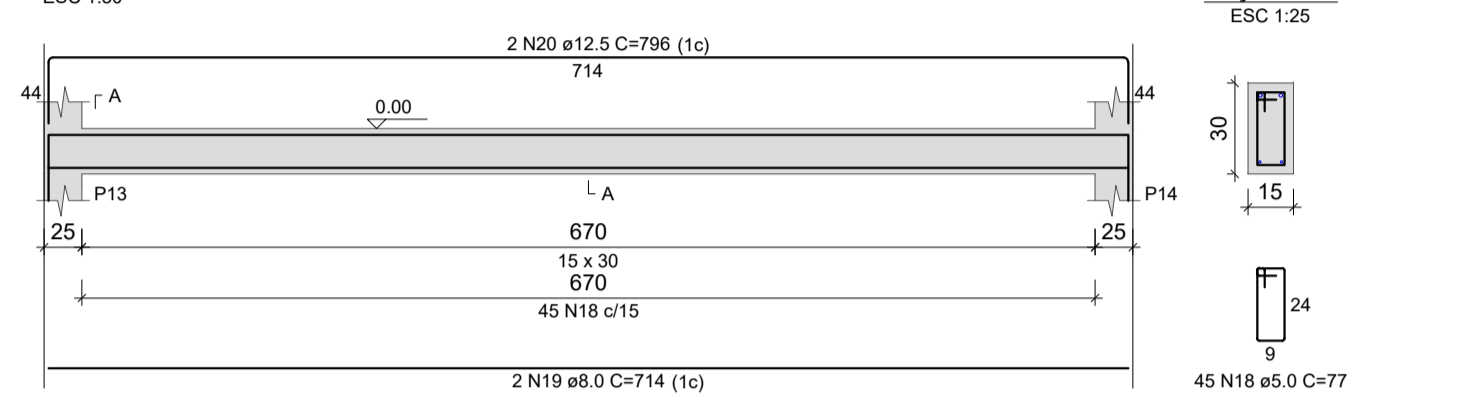 ESC 1:25
2 N20 ø12.5 C=796 (1c)
714
44
A
0.00
44
30
P13
A
P14
15
25
670
25
15 x 30
670
45 N18 c/15
24
9
2 N19 ø8.0 C=714 (1c)
45 N18 ø5.0 C=77